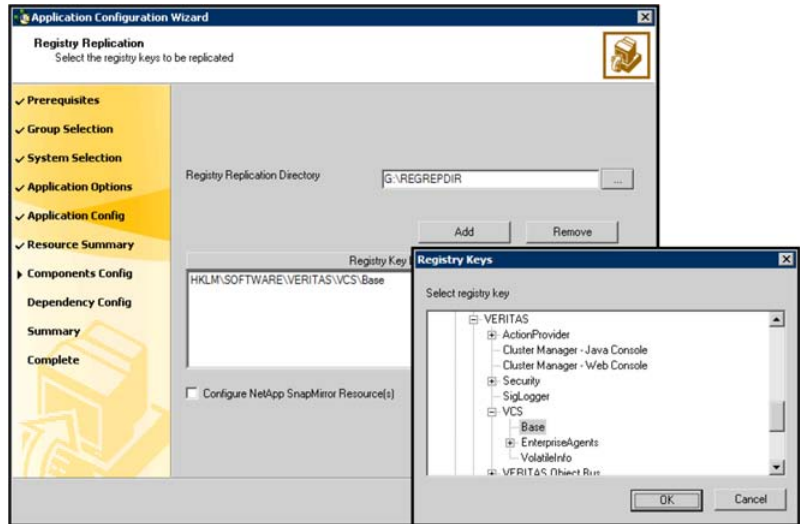 Application Configuration Wizard
Registry Replication
Select the registry keys to be replicated
Prerequisites
Group Selection
System Selection
Application Options
Application Config
Resource Summary
Components Config
Dependency Config
Summary
Complete
Registry Replication Directory
G:\REGREPDIR
...
Add
Remove
Registry Key
HKLM\SOFTWARE\VERITAS\VCS\Base
Configure NetApp SnapMirror Resource(s)
Registry Keys
Select registry key
VERITAS
ActionProvider
Cluster Manager - Java Console
Cluster Manager - Web Console
Security
SigLogger
VCS
Base
EnterpriseAgents
VolatileInfo
VERITAS Object Bus
OK
Cancel